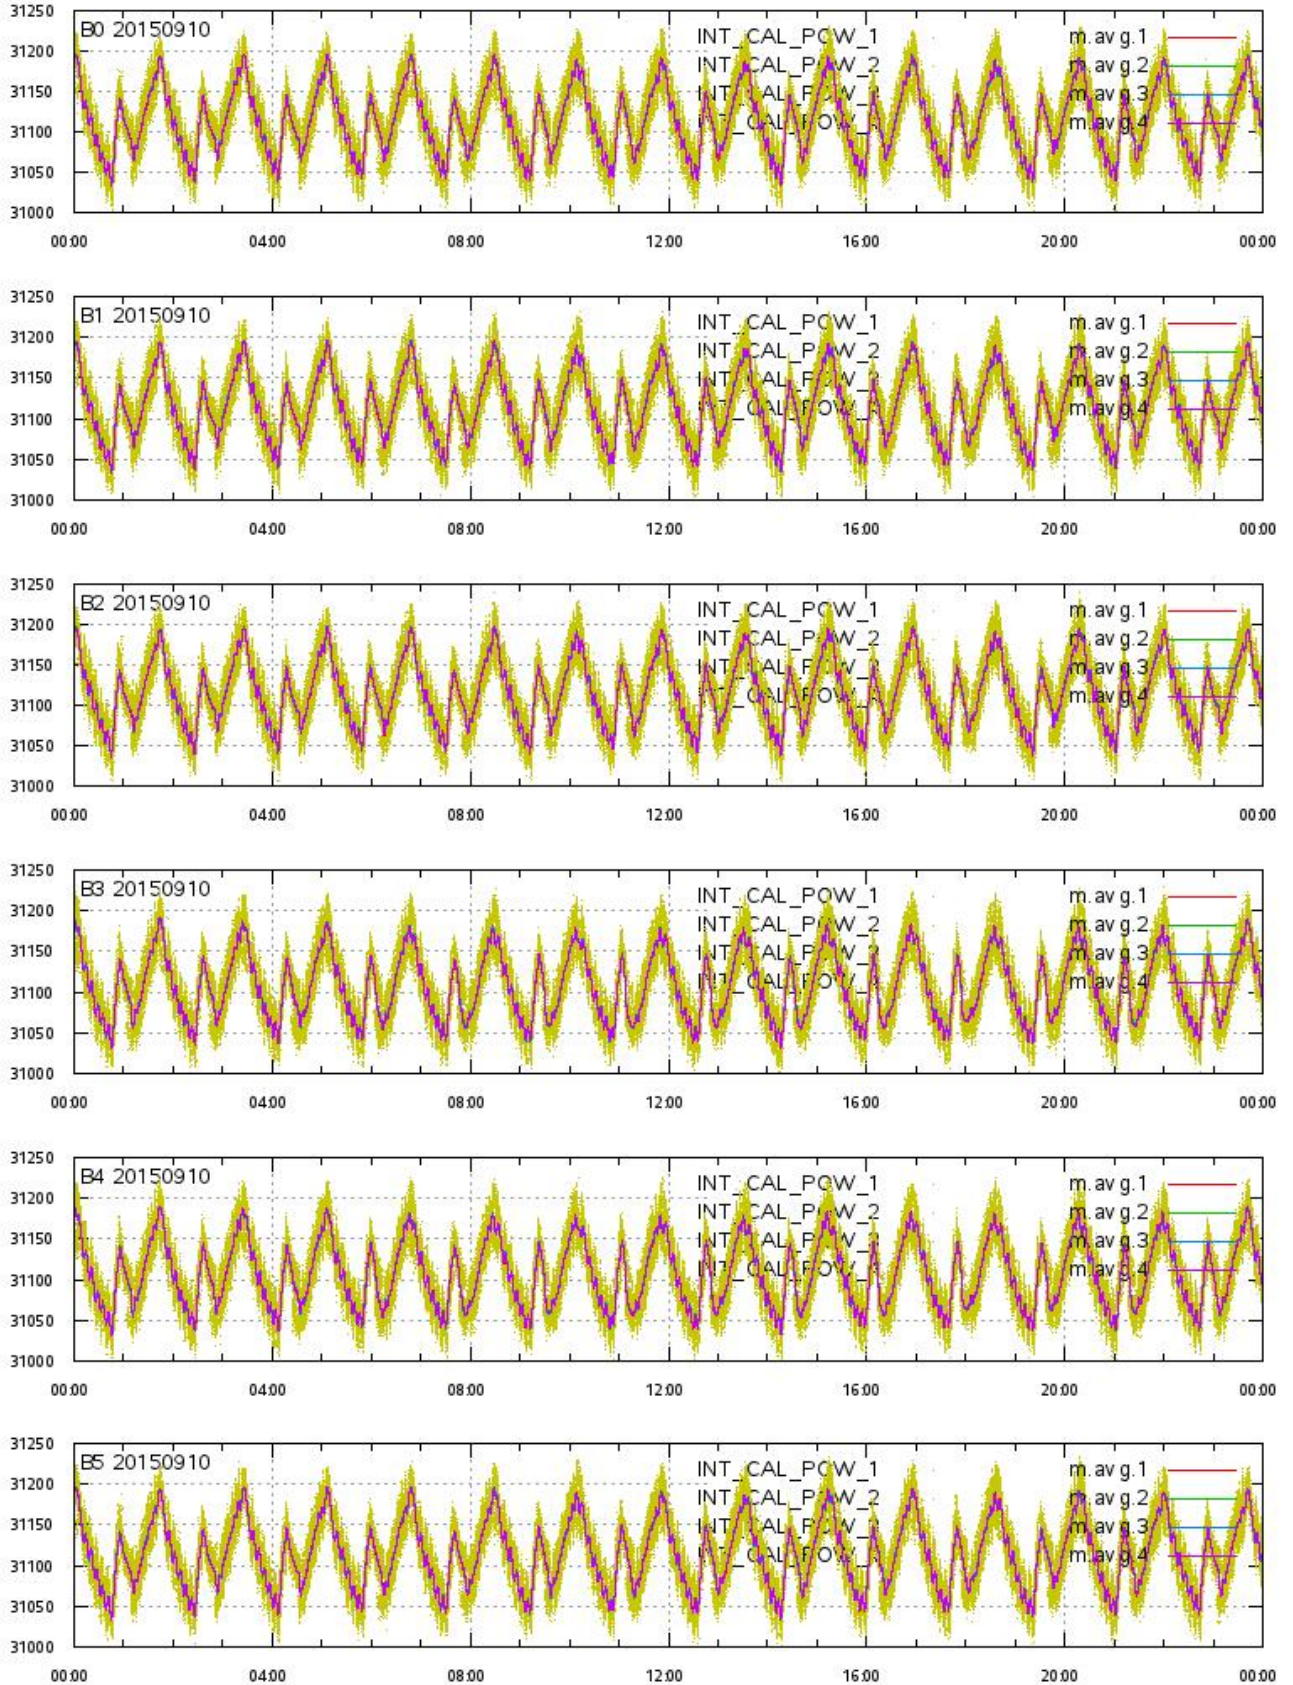 31250
B0 20150910 INT_CAL_POW_1 m.avg.1
31200
INT_CAL_POW_2 m.avg.2
31150
m.avg.3
m.avg.4
31100
31050
31000
00:00 04:00 08:00 12:00 16:00 20:00 00:00
31250
B1 20150910 INT_CAL_POW_1 m.avg.1
31200
INT_CAL_POW_2 m.avg.2
31150
m.avg.3
m.avg.4
31100
31050
31000
00:00 04:00 08:00 12:00 16:00 20:00 00:00
31250
B2 20150910 INT_CAL_POW_1 m.avg.1
31200
INT_CAL_POW_2 m.avg.2
31150
m.avg.3
m.avg.4
31100
31050
31000
00:00 04:00 08:00 12:00 16:00 20:00 00:00
31250
B3 20150910 INT_CAL_POW_1 m.avg.1
31200
INT_CAL_POW_2 m.avg.2
31150
m.avg.3
m.avg.4
31100
31050
31000
00:00 04:00 08:00 12:00 16:00 20:00 00:00
31250
B4 20150910 INT_CAL_POW_1 m.avg.1
31200
INT_CAL_POW_2 m.avg.2
31150
m.avg.3
m.avg.4
31100
31050
31000
00:00 04:00 08:00 12:00 16:00 20:00 00:00
31250
B5 20150910 INT_CAL_POW_1 m.avg.1
31200
INT_CAL_POW_2 m.avg.2
31150
m.avg.3
m.avg.4
31100
31050
31000
00:00 04:00 08:00 12:00 16:00 20:00 00:00